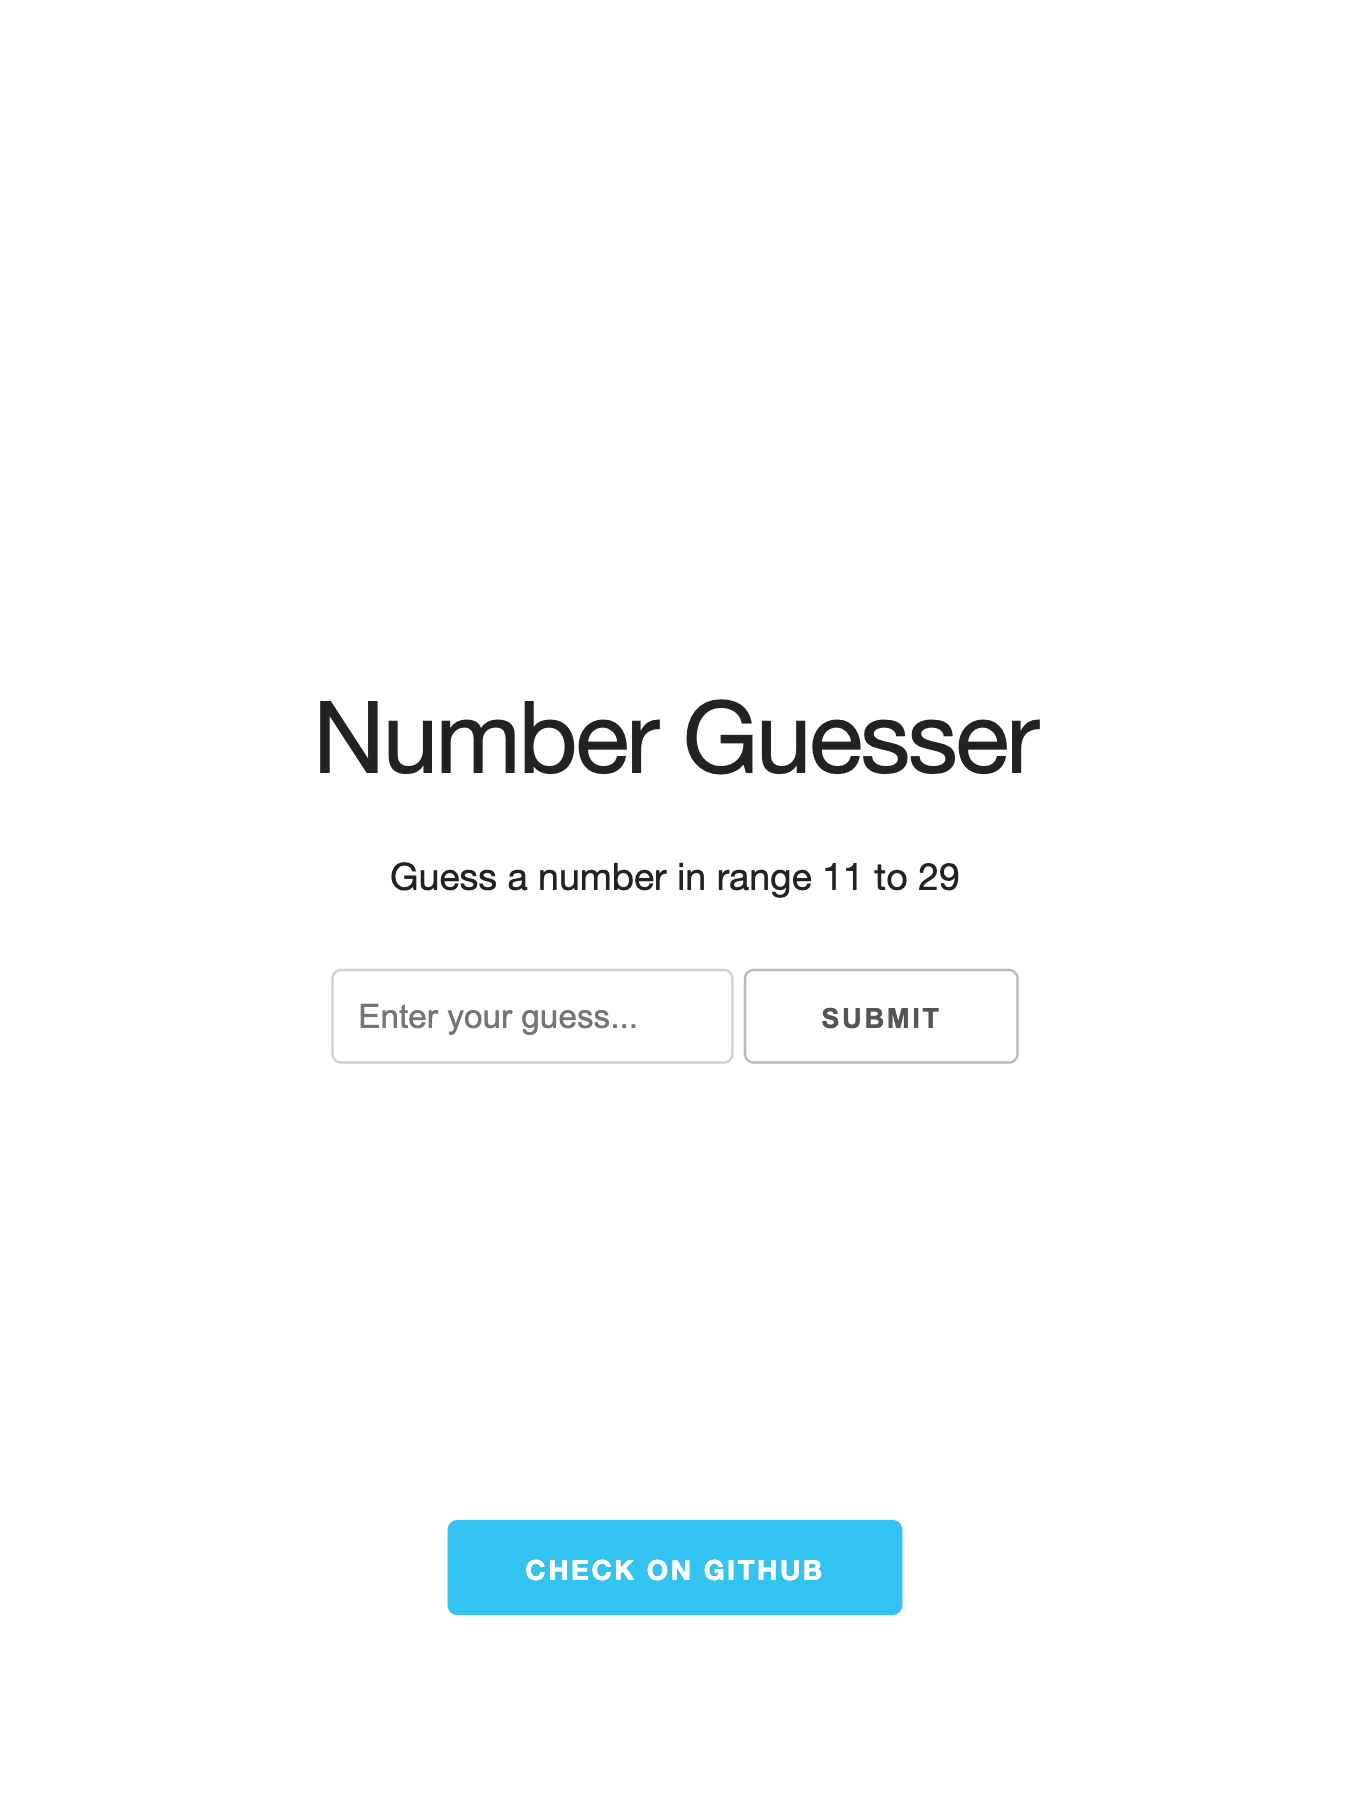 Number Guesser
Guess a number in range 11 to 29
Enter your guess...
SUBMIT
CHECK ON GITHUB